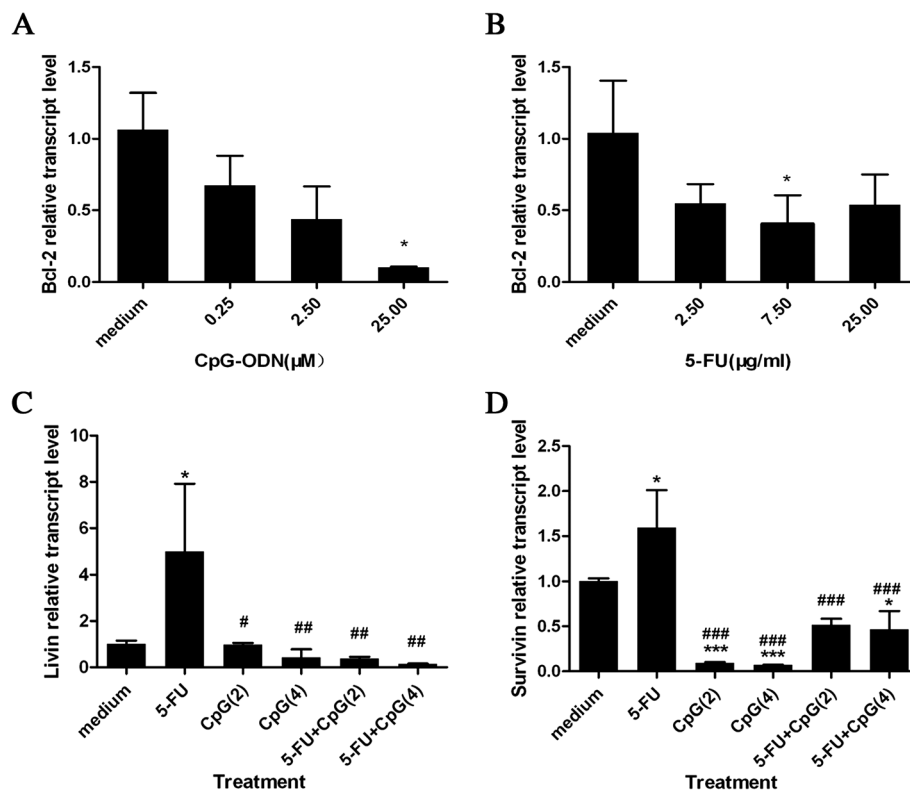 A
Bcl-2 relative transcript level
1.5
1.0
0.5
0.0
*
medium
0.25
2.50
25.00
CpG-ODN(μM）
B
Bcl-2 relative transcript level
1.5
1.0
0.5
0.0
*
medium
2.50
7.50
25.00
5-FU(μg/ml)
C
Livin relative transcript level
10
8
6
4
2
0
*
#
##
##
##
medium
5-FU
CpG(2)
CpG(4)
5-FU+CpG(2)
5-FU+CpG(4)
Treatment
D
Survivin relative transcript level
2.5
2.0
1.5
1.0
0.5
0.0
*
###
***
###
***
###
###
*
medium
5-FU
CpG(2)
CpG(4)
5-FU+CpG(2)
5-FU+CpG(4)
Treatment